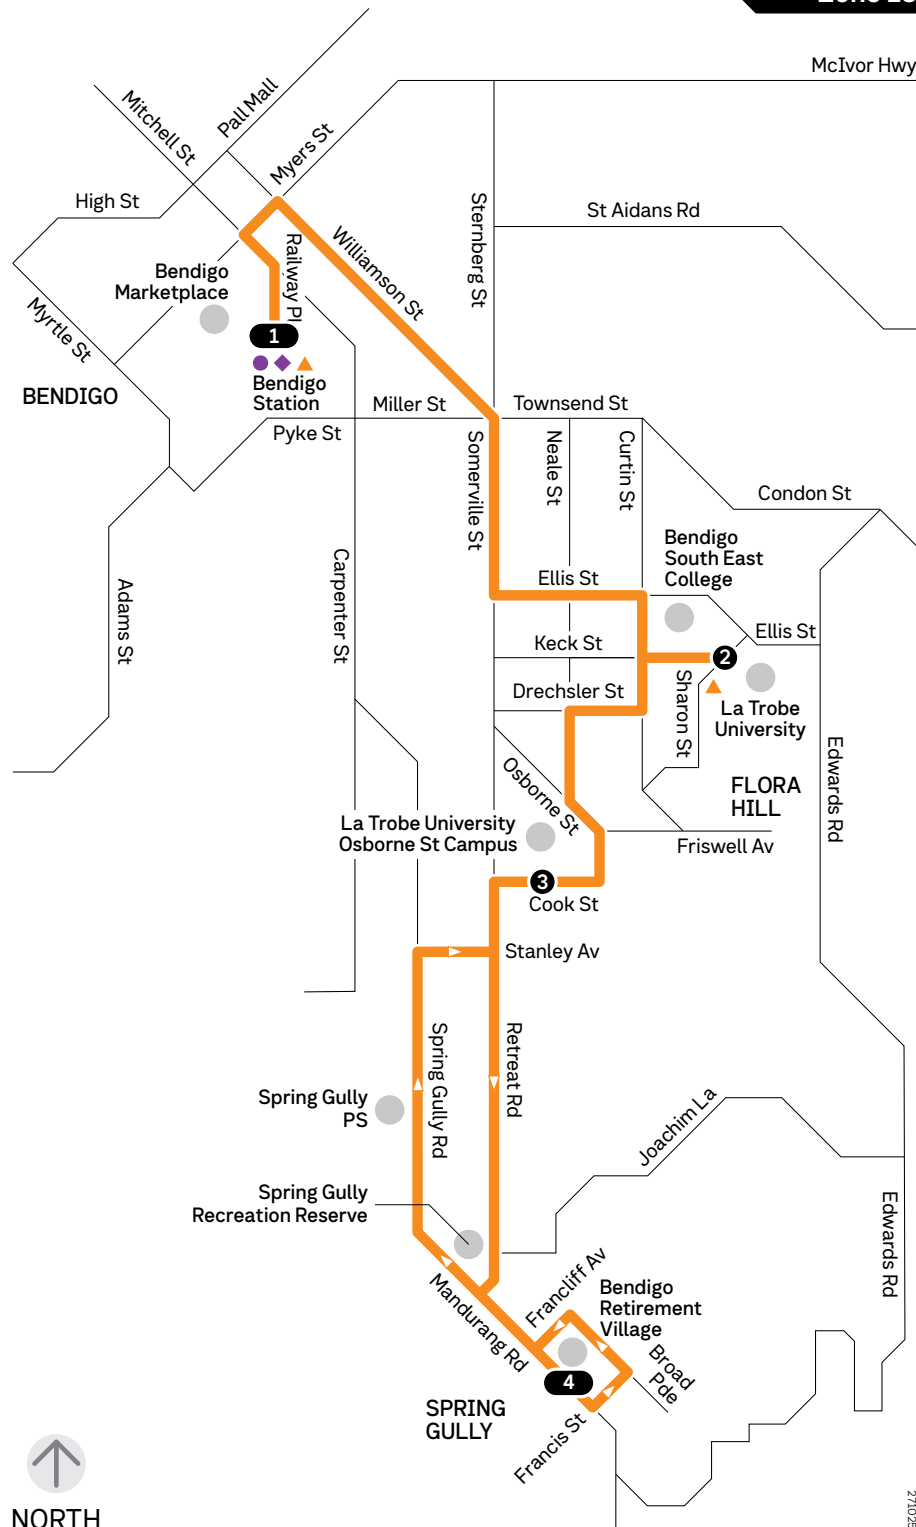 McIvor Hwy
Mitchell St
Pall Mall
Myers St
High St
Sternberg St
St Aidans Rd
Williamson St
Railway Pl
Bendigo
Marketplace
Myrtle St
1
BENDIGO
Bendigo
Station
Miller St
Townsend St
Pyke St
Somerville St
Neale St
Curtin St
Condon St
Bendigo
South East
College
Adams St
Carpenter St
Ellis St
Ellis St
Keck St
2
Drechsler St
Sharon St
La Trobe
University
Osborne St
FLORA
HILL
Edwards Rd
La Trobe University
Osborne St Campus
Friswell Av
3
Cook St
Stanley Av
Spring Gully Rd
Retreat Rd
Spring Gully
PS
Joachim La
Spring Gully
Recreation Reserve
Edwards Rd
Mandurang Rd
Francliff Av
Bendigo
Retirement
Village
Broad
Pde
4
SPRING
GULLY
Francis St
NORTH